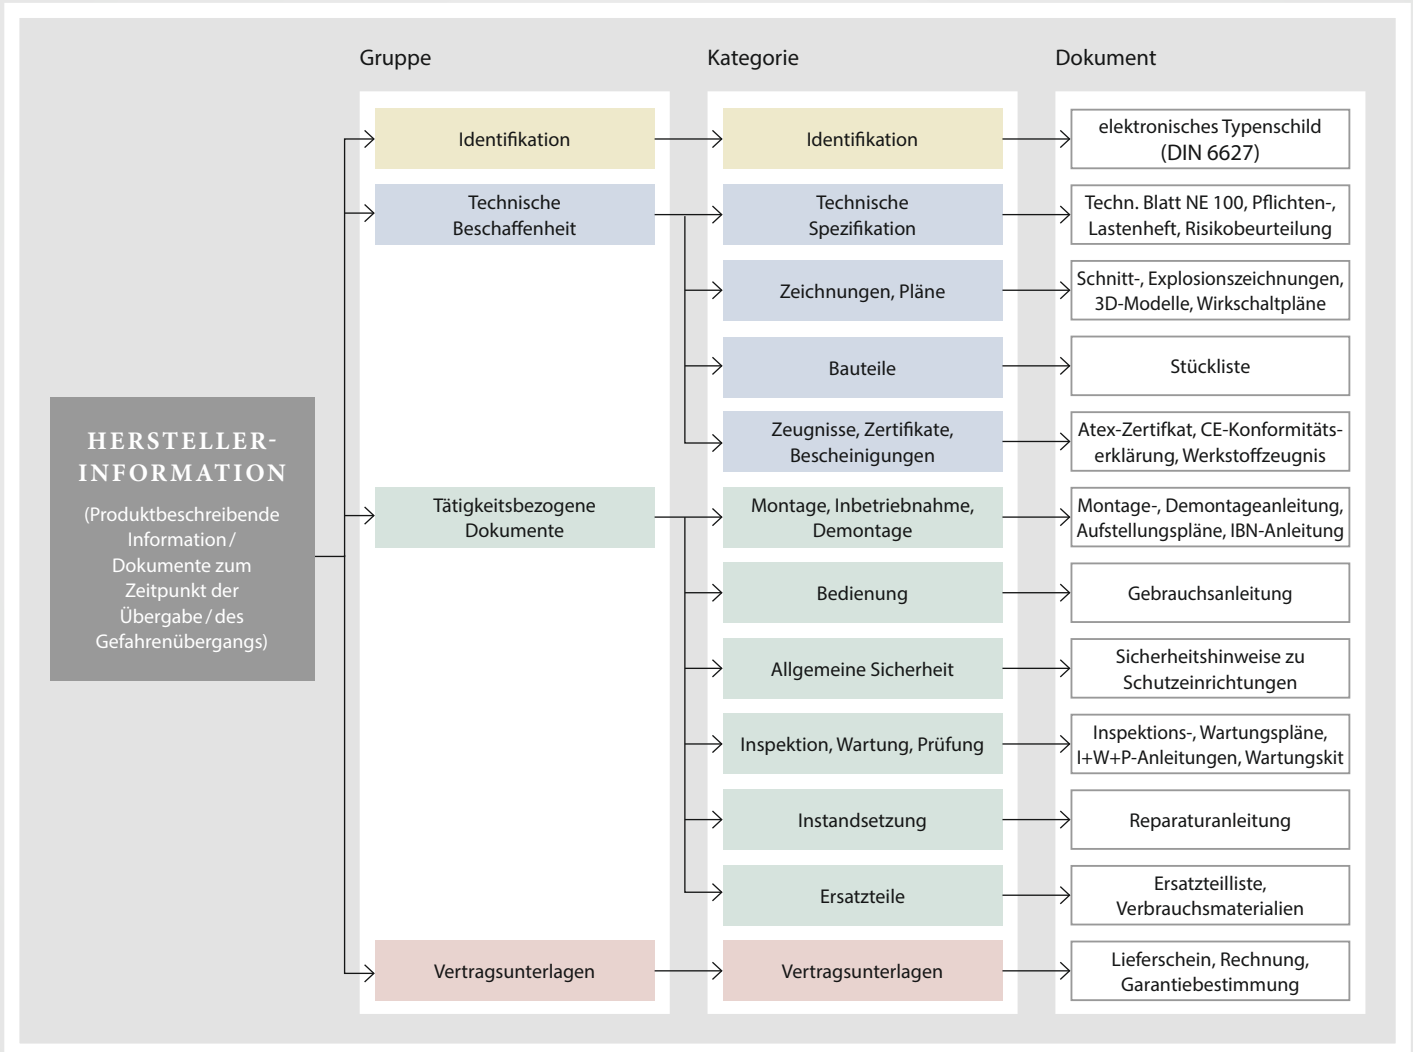 Gruppe
Kategorie
Dokument
HERSTELLER-
INFORMATION
(Produktbeschreibende
Information /
Dokumente zum
Zeitpunkt der
Übergabe / des
Gefahrenübergangs)
Identifikation
Identifikation
elektronisches Typenschild
(DIN 6627)
Technische
Beschaffenheit
Technische
Spezifikation
Techn. Blatt NE 100, Pflichten-,
Lastenheft, Risikobeurteilung
Zeichnungen, Pläne
Schnitt-, Explosionszeichnungen,
3D-Modelle, Wirkschaltpläne
Bauteile
Stückliste
Zeugnisse, Zertifikate,
Bescheinigungen
Atex-Zertifkat, CE-Konformitäts-
erklärung, Werkstoffzeugnis
Tätigkeitsbezogene
Dokumente
Montage, Inbetriebnahme,
Demontage
Montage-, Demontageanleitung,
Aufstellungspläne, IBN-Anleitung
Bedienung
Gebrauchsanleitung
Allgemeine Sicherheit
Sicherheitshinweise zu
Schutzeinrichtungen
Inspektion, Wartung, Prüfung
Inspektions-, Wartungspläne,
I+W+P-Anleitungen, Wartungskit
Instandsetzung
Reparaturanleitung
Ersatzteile
Ersatzteilliste,
Verbrauchsmaterialien
Vertragsunterlagen
Vertragsunterlagen
Lieferschein, Rechnung,
Garantiebestimmung